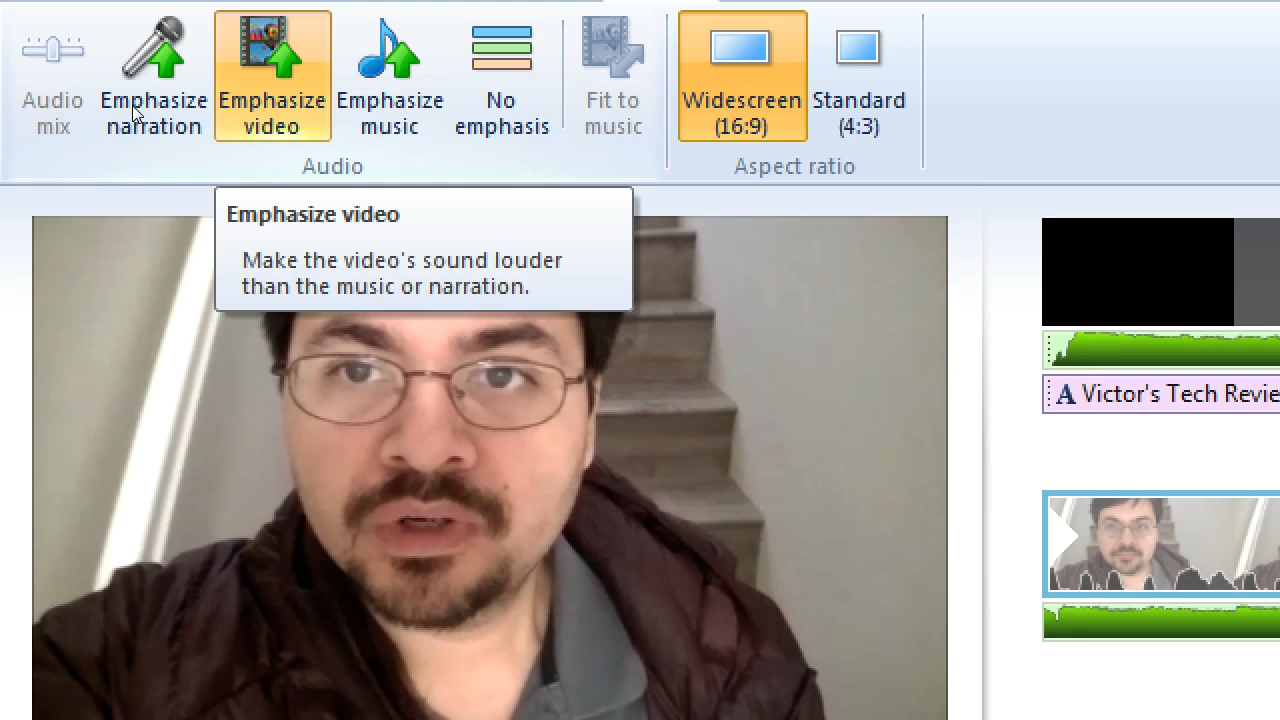 Audio mix
Emphasize narration
Emphasize video
Emphasize music
No emphasis
Fit to music
Widescreen (16:9)
Standard (4:3)
Audio
Aspect ratio
Emphasize video
Make the video's sound louder
than the music or narration.
A Victor's Tech Revie